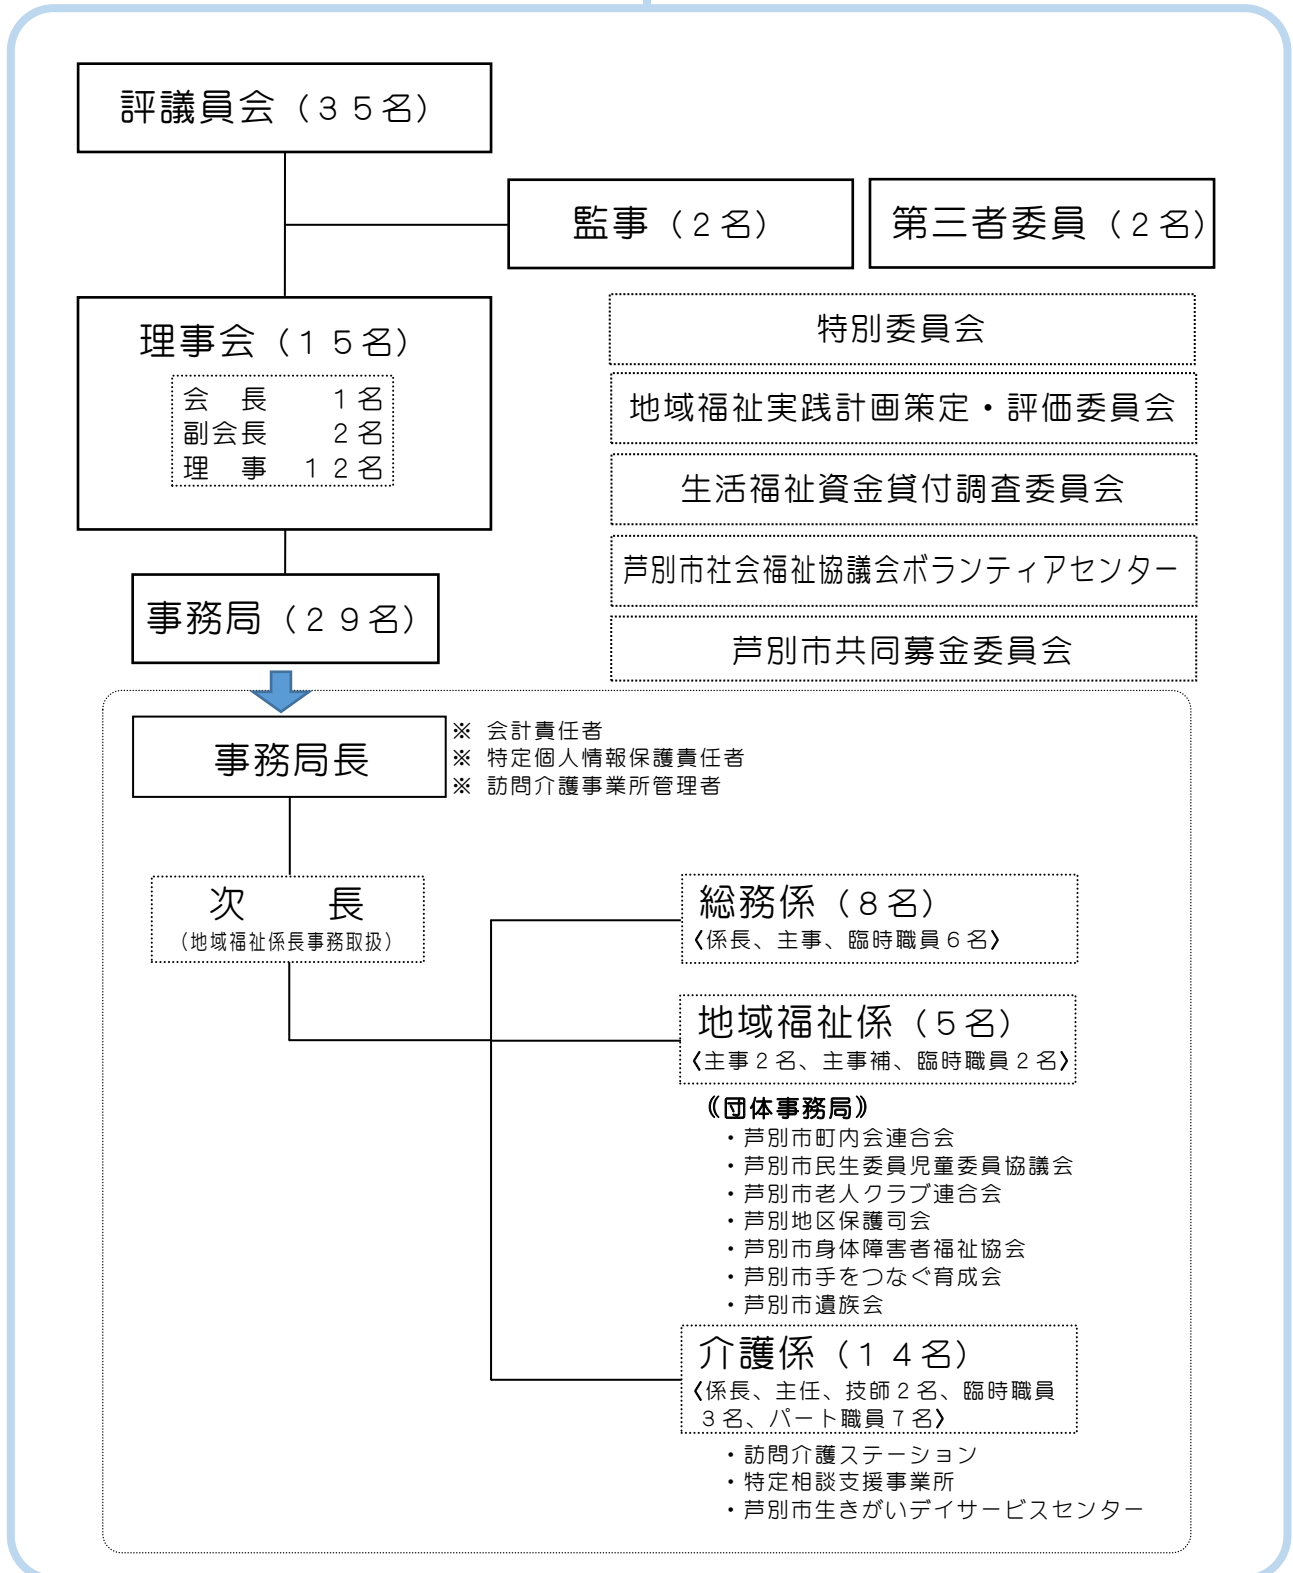 評議員会（３５名）
監事（２名）
第三者委員（２名）
理事会（１５名）
会　長　　１名
副会長　　２名
理　事　１２名
特別委員会
地域福祉実践計画策定・評価委員会
生活福祉資金貸付調査委員会
芦別市社会福祉協議会ボランティアセンター
芦別市共同募金委員会
事務局（２９名）
事務局長
※ 会計責任者
※ 特定個人情報保護責任者
※ 訪問介護事業所管理者
次　　長
（地域福祉係長事務取扱）
総務係（８名）
〈係長、主事、臨時職員６名〉
地域福祉係（５名）
〈主事２名、主事補、臨時職員２名〉
《団体事務局》
・芦別市町内会連合会
・芦別市民生委員児童委員協議会
・芦別市老人クラブ連合会
・芦別地区保護司会
・芦別市身体障害者福祉協会
・芦別市手をつなぐ育成会
・芦別市遺族会
介護係（１４名）
〈係長、主任、技師２名、臨時職員
３名、パート職員７名〉
・訪問介護ステーション
・特定相談支援事業所
・芦別市生きがいデイサービスセンター